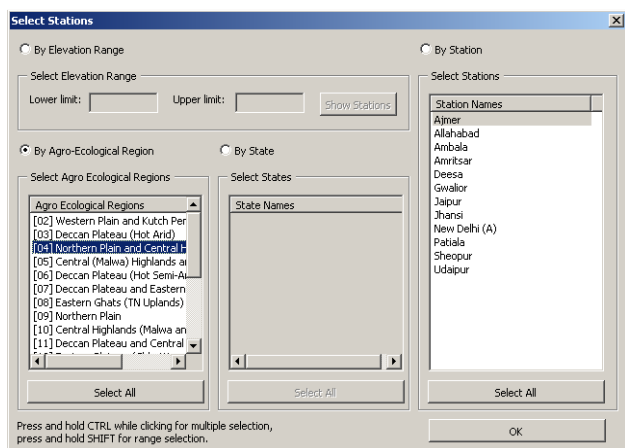 Select Stations
By Elevation Range
By Station
Select Elevation Range
Lower limit:
Upper limit:
Show Stations
Select Stations
Station Names
Ajmer
Allahabad
Ambala
Amritsar
Deesa
Gwalior
Jaipur
Jhansi
New Delhi (A)
Patiala
Sheopur
Udaipur
By Agro-Ecological Region
By State
Select Agro Ecological Regions
Agro Ecological Regions
[02] Western Plain and Kutch Per
[03] Deccan Plateau (Hot Arid)
[04] Northern Plain and Central H
[05] Central (Malwa) Highlands ar
[06] Deccan Plateau (Hot Semi-Ar
[07] Deccan Plateau and Eastern
[08] Eastern Ghats (TN Uplands)
[09] Northern Plain
[10] Central Highlands (Malwa an
[11] Deccan Plateau and Central
Select States
State Names
Select All
Select All
Select All
Press and hold CTRL while clicking for multiple selection,
press and hold SHIFT for range selection.
OK